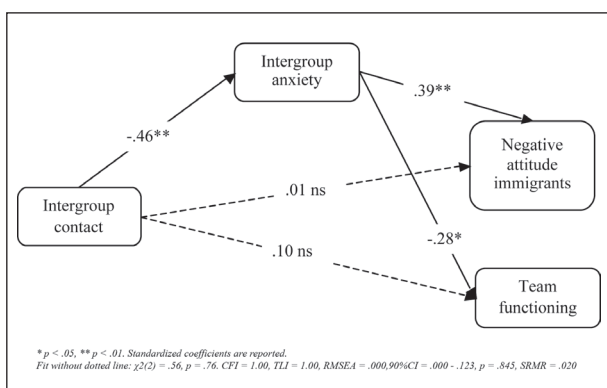 Intergroup
anxiety
.39**
-.46**
Negative
attitude
immigrants
.01 ns
Intergroup
contact
-.28*
.10 ns
Team
functioning
* p < .05, ** p < .01. Standardized coefficients are reported.
Fit without dotted line: χ2(2) = .56, p = .76. CFI = 1.00, TLI = 1.00, RMSEA = .000,90%CI = .000 - .123, p = .845, SRMR = .020